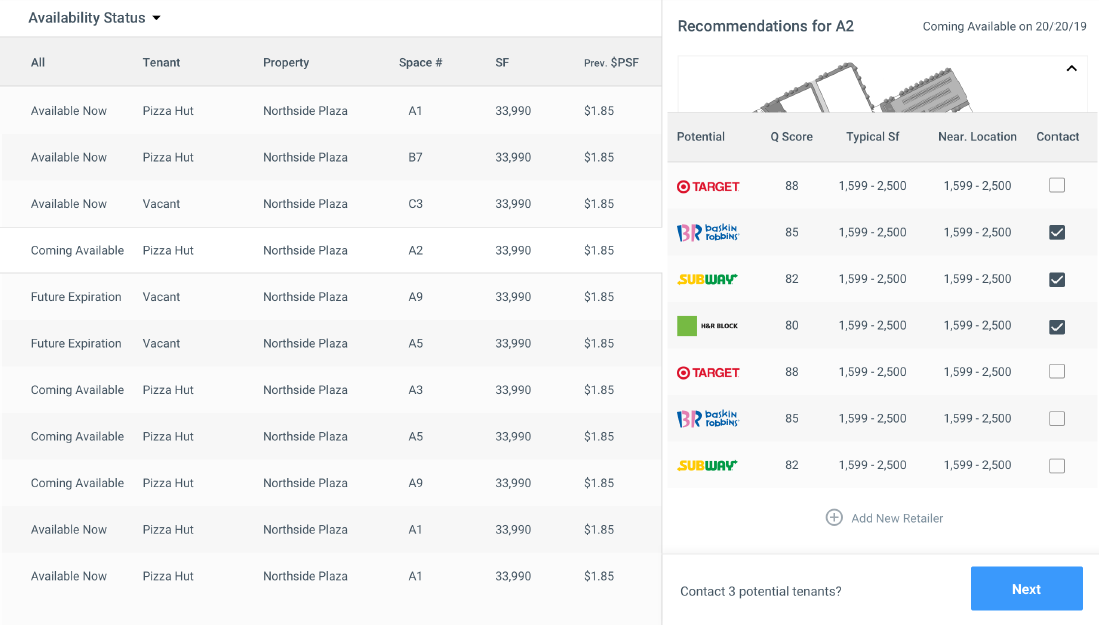 Availability Status
All Tenant Property Space # SF Prev. $PSF
Available Now Pizza Hut Northside Plaza A1 33,990 $1.85
Available Now Pizza Hut Northside Plaza B7 33,990 $1.85
Available Now Vacant Northside Plaza C3 33,990 $1.85
Coming Available Pizza Hut Northside Plaza A2 33,990 $1.85
Future Expiration Vacant Northside Plaza A9 33,990 $1.85
Future Expiration Vacant Northside Plaza A5 33,990 $1.85
Coming Available Pizza Hut Northside Plaza A3 33,990 $1.85
Coming Available Pizza Hut Northside Plaza A5 33,990 $1.85
Coming Available Pizza Hut Northside Plaza A9 33,990 $1.85
Available Now Pizza Hut Northside Plaza A1 33,990 $1.85
Available Now Pizza Hut Northside Plaza A1 33,990 $1.85
Recommendations for A2 Coming Available on 20/20/19
Potential Q Score Typical Sf Near. Location Contact
TARGET 88 1,599 - 2,500 1,599 - 2,500
BR baskin robbins 85 1,599 - 2,500 1,599 - 2,500
SUBWAY 82 1,599 - 2,500 1,599 - 2,500
H&R BLOCK 80 1,599 - 2,500 1,599 - 2,500
TARGET 88 1,599 - 2,500 1,599 - 2,500
BR baskin robbins 85 1,599 - 2,500 1,599 - 2,500
SUBWAY 82 1,599 - 2,500 1,599 - 2,500
Add New Retailer
Contact 3 potential tenants? Next